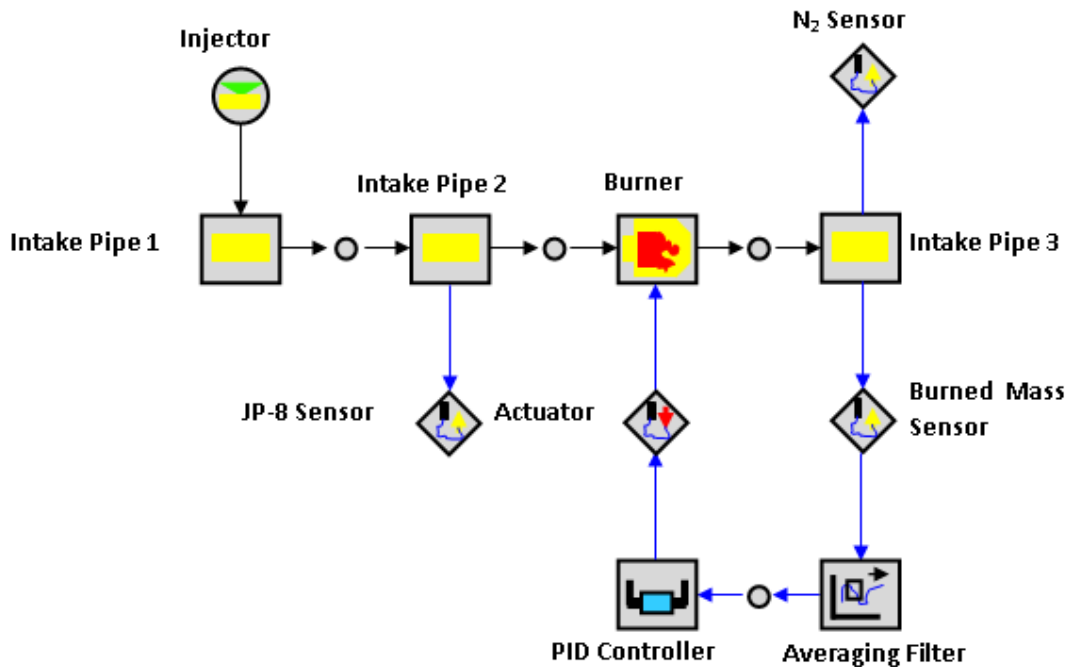 N₂ Sensor
Injector
Intake Pipe 2
Burner
Intake Pipe 1
Intake Pipe 3
JP-8 Sensor
Actuator
Burned Mass
Sensor
PID Controller
Averaging Filter